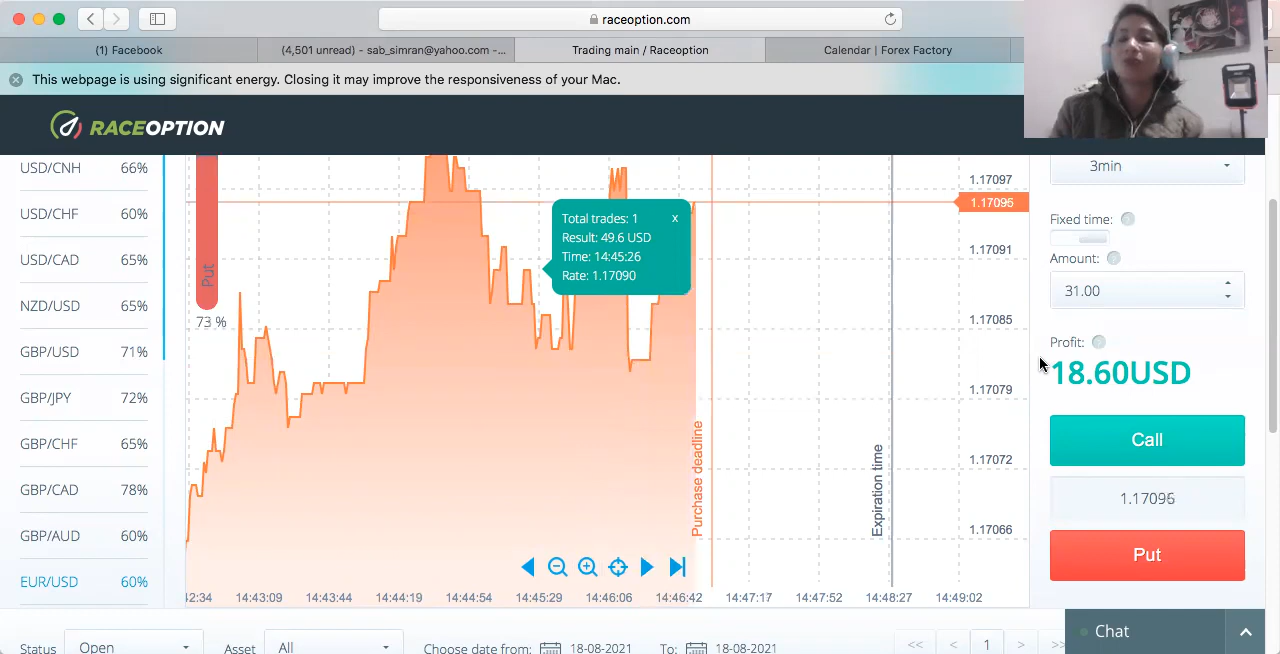 raceoption.com
(1) Facebook
(4,501 unread) - sab_simran@yahoo.com -...
Trading main / Raceoption
Calendar | Forex Factory
This webpage is using significant energy. Closing it may improve the responsiveness of your Mac.
RACEOPTION
USD/CNH 66%
USD/CHF 60%
USD/CAD 65%
NZD/USD 65%
GBP/USD 71%
GBP/JPY 72%
GBP/CHF 65%
GBP/CAD 78%
GBP/AUD 60%
EUR/USD 60%
Put
73 %
Total trades: 1 x
Result: 49.6 USD
Time: 14:45:26
Rate: 1.17090
Purchase deadline
Expiration time
1.17097
1.17096
1.17091
1.17085
1.17079
1.17072
1.17066
2:34 14:43:09 14:43:44 14:44:19 14:44:54 14:45:29 14:46:06 14:46:42 14:47:17 14:47:52 14:48:27 14:49:02
3min
Fixed time:
Amount:
31.00
Profit:
18.60USD
Call
1.17096
Put
Chat
Status Open Asset All Choose date from: 18-08-2021 To: 18-08-2021 << < 1 > >>